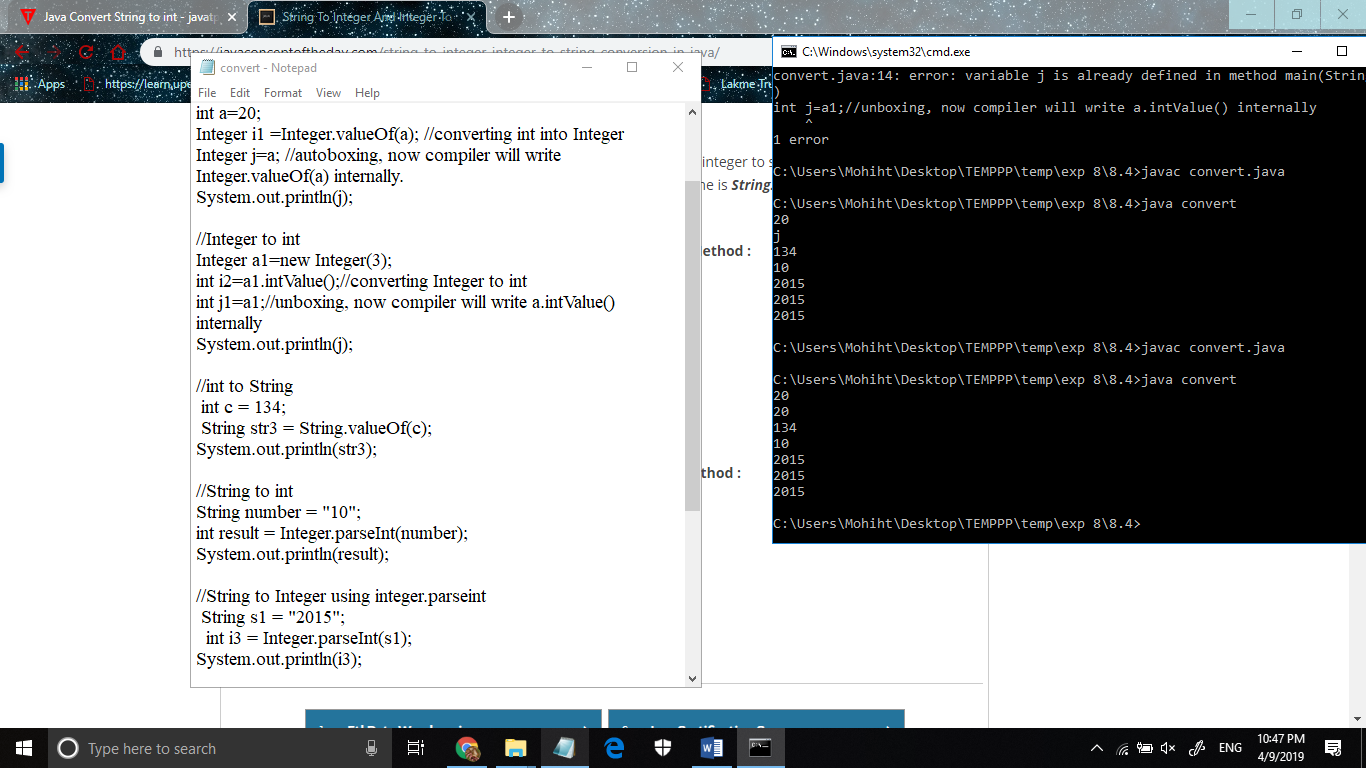 Java Convert String to int - javatp
String To Integer And Integer To
https://javaconceptoftheday.com/string-to-integer-integer-to-string-conversion-in-java/
Apps
https://learn.upe
Lakme Tru
convert - Notepad
File Edit Format View Help
int a=20;
Integer i1 =Integer.valueOf(a); //converting int into Integer
Integer j=a; //autoboxing, now compiler will write
Integer.valueOf(a) internally.
System.out.println(j);
//Integer to int
Integer a1=new Integer(3);
int i2=a1.intValue();//converting Integer to int
int j1=a1;//unboxing, now compiler will write a.intValue()
internally
System.out.println(j);
//int to String
int c = 134;
String str3 = String.valueOf(c);
System.out.println(str3);
//String to int
String number = "10";
int result = Integer.parseInt(number);
System.out.println(result);
//String to Integer using integer.parseint
String s1 = "2015";
int i3 = Integer.parseInt(s1);
System.out.println(i3);
integer to s
ne is String.
ethod :
thod :
C:\Windows\system32\cmd.exe
convert.java:14: error: variable j is already defined in method main(Strin
)
int j=a1;//unboxing, now compiler will write a.intValue() internally
^
1 error
C:\Users\Mohiht\Desktop\TEMPPP\temp\exp 8\8.4>javac convert.java
C:\Users\Mohiht\Desktop\TEMPPP\temp\exp 8\8.4>java convert
20
j
134
10
2015
2015
2015
C:\Users\Mohiht\Desktop\TEMPPP\temp\exp 8\8.4>javac convert.java
C:\Users\Mohiht\Desktop\TEMPPP\temp\exp 8\8.4>java convert
20
20
134
10
2015
2015
2015
C:\Users\Mohiht\Desktop\TEMPPP\temp\exp 8\8.4>
Type here to search
ENG
10:47 PM
4/9/2019